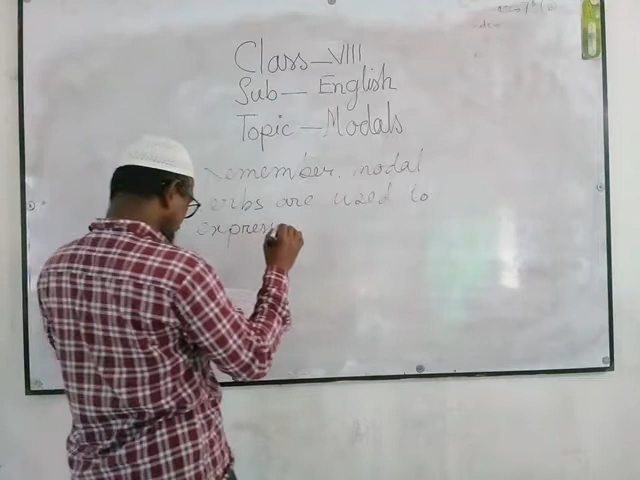 Class – VIII
Sub – English
Topic – Modals
Remember. modal
verbs are used to
expres